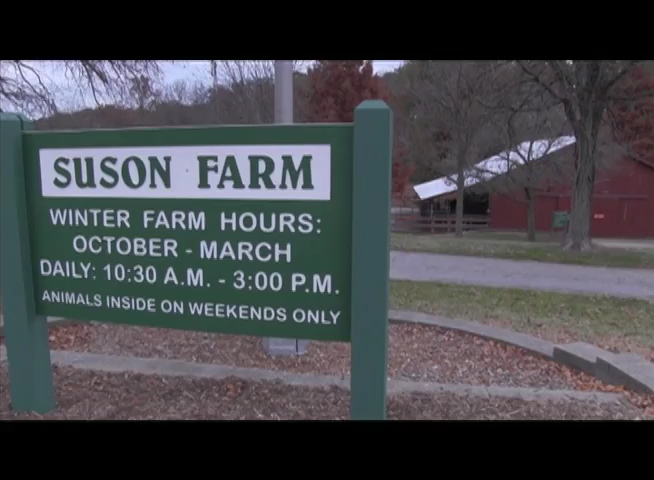 SUSON FARM
WINTER FARM HOURS:
OCTOBER - MARCH
DAILY: 10:30 A.M. - 3:00 P.M.
ANIMALS INSIDE ON WEEKENDS ONLY